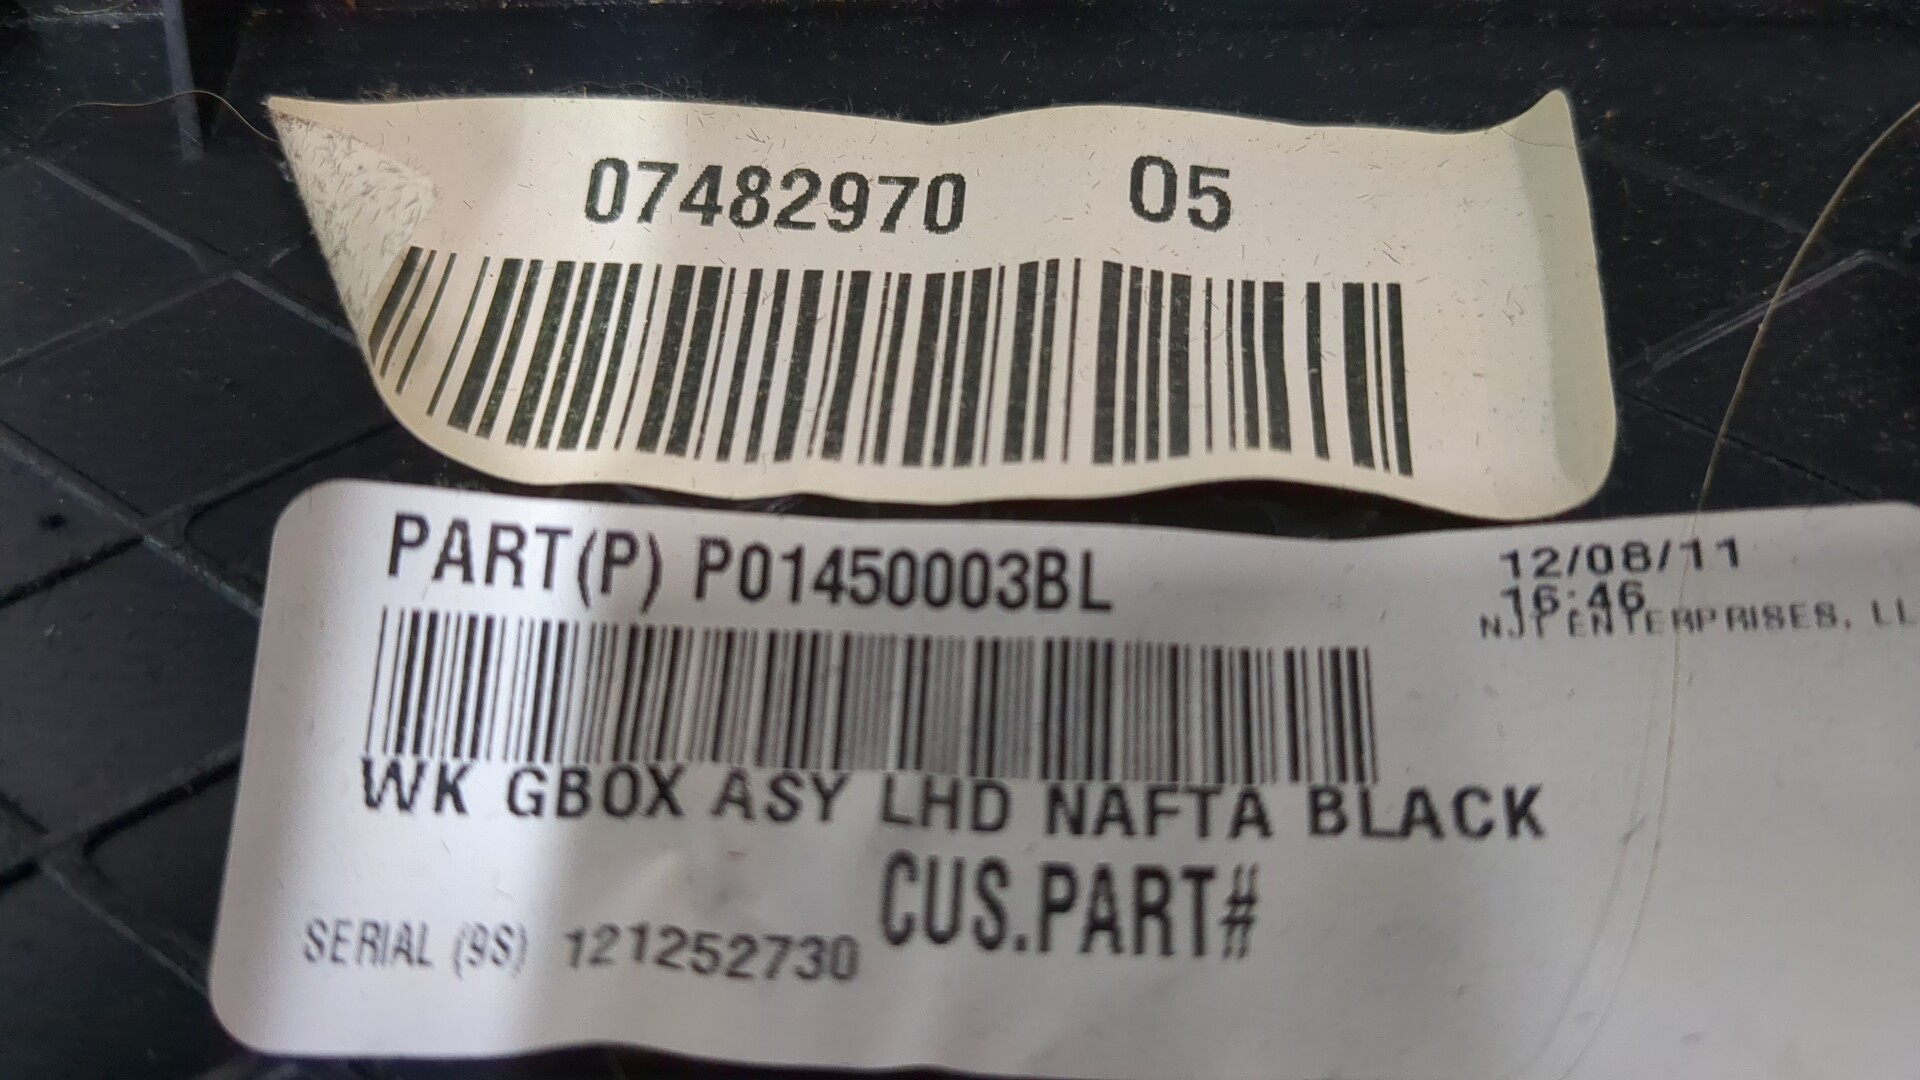 07482970 05
PART(P) P01450003BL
12/08/11
16:46
NJT ENTERPRISES, LL
WK GBOX ASY LHD NAFTA BLACK
CUS.PART#
SERIAL (9S) 121252730